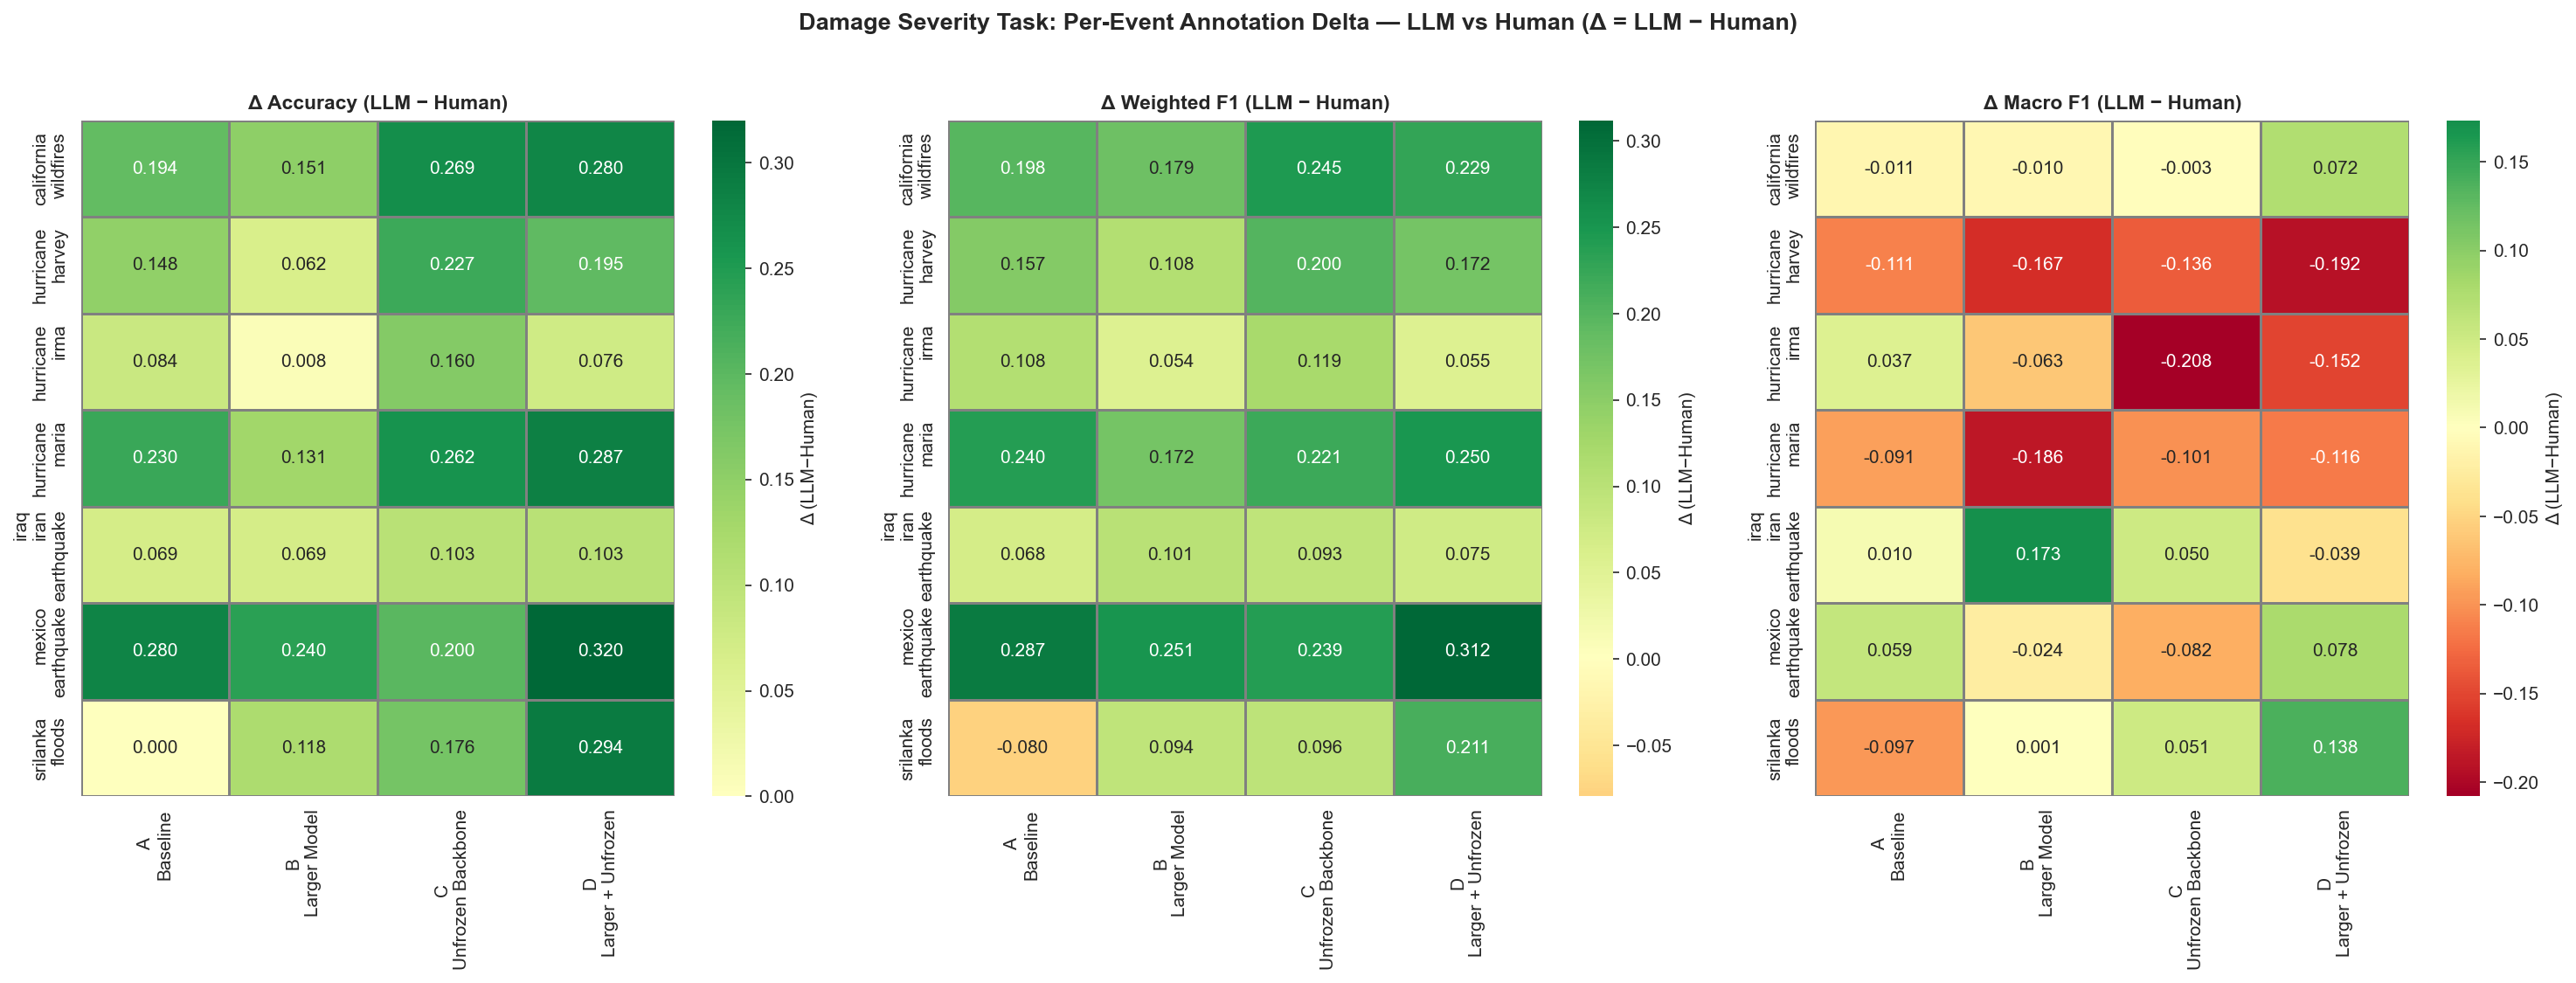 Damage Severity Task: Per-Event Annotation Delta — LLM vs Human (Δ = LLM − Human)
Δ Accuracy (LLM − Human)
california
wildfires
0.194 0.151 0.269 0.280
hurricane
harvey
0.148 0.062 0.227 0.195
hurricane
irma
0.084 0.008 0.160 0.076
hurricane
maria
0.230 0.131 0.262 0.287
iraq
iran
earthquake
0.069 0.069 0.103 0.103
mexico
earthquake
0.280 0.240 0.200 0.320
srilanka
floods
0.000 0.118 0.176 0.294
A
Baseline
B
Larger Model
C
Unfrozen Backbone
D
Larger + Unfrozen
0.30
0.25
0.20
0.15
0.10
0.05
0.00
Δ (LLM−Human)
Δ Weighted F1 (LLM − Human)
california
wildfires
0.198 0.179 0.245 0.229
hurricane
harvey
0.157 0.108 0.200 0.172
hurricane
irma
0.108 0.054 0.119 0.055
hurricane
maria
0.240 0.172 0.221 0.250
iraq
iran
earthquake
0.068 0.101 0.093 0.075
mexico
earthquake
0.287 0.251 0.239 0.312
srilanka
floods
-0.080 0.094 0.096 0.211
A
Baseline
B
Larger Model
C
Unfrozen Backbone
D
Larger + Unfrozen
0.30
0.25
0.20
0.15
0.10
0.05
0.00
−0.05
Δ (LLM−Human)
Δ Macro F1 (LLM − Human)
california
wildfires
-0.011 -0.010 -0.003 0.072
hurricane
harvey
-0.111 -0.167 -0.136 -0.192
hurricane
irma
0.037 -0.063 -0.208 -0.152
hurricane
maria
-0.091 -0.186 -0.101 -0.116
iraq
iran
earthquake
0.010 0.173 0.050 -0.039
mexico
earthquake
0.059 -0.024 -0.082 0.078
srilanka
floods
-0.097 0.001 0.051 0.138
A
Baseline
B
Larger Model
C
Unfrozen Backbone
D
Larger + Unfrozen
0.15
0.10
0.05
0.00
−0.05
−0.10
−0.15
−0.20
Δ (LLM−Human)